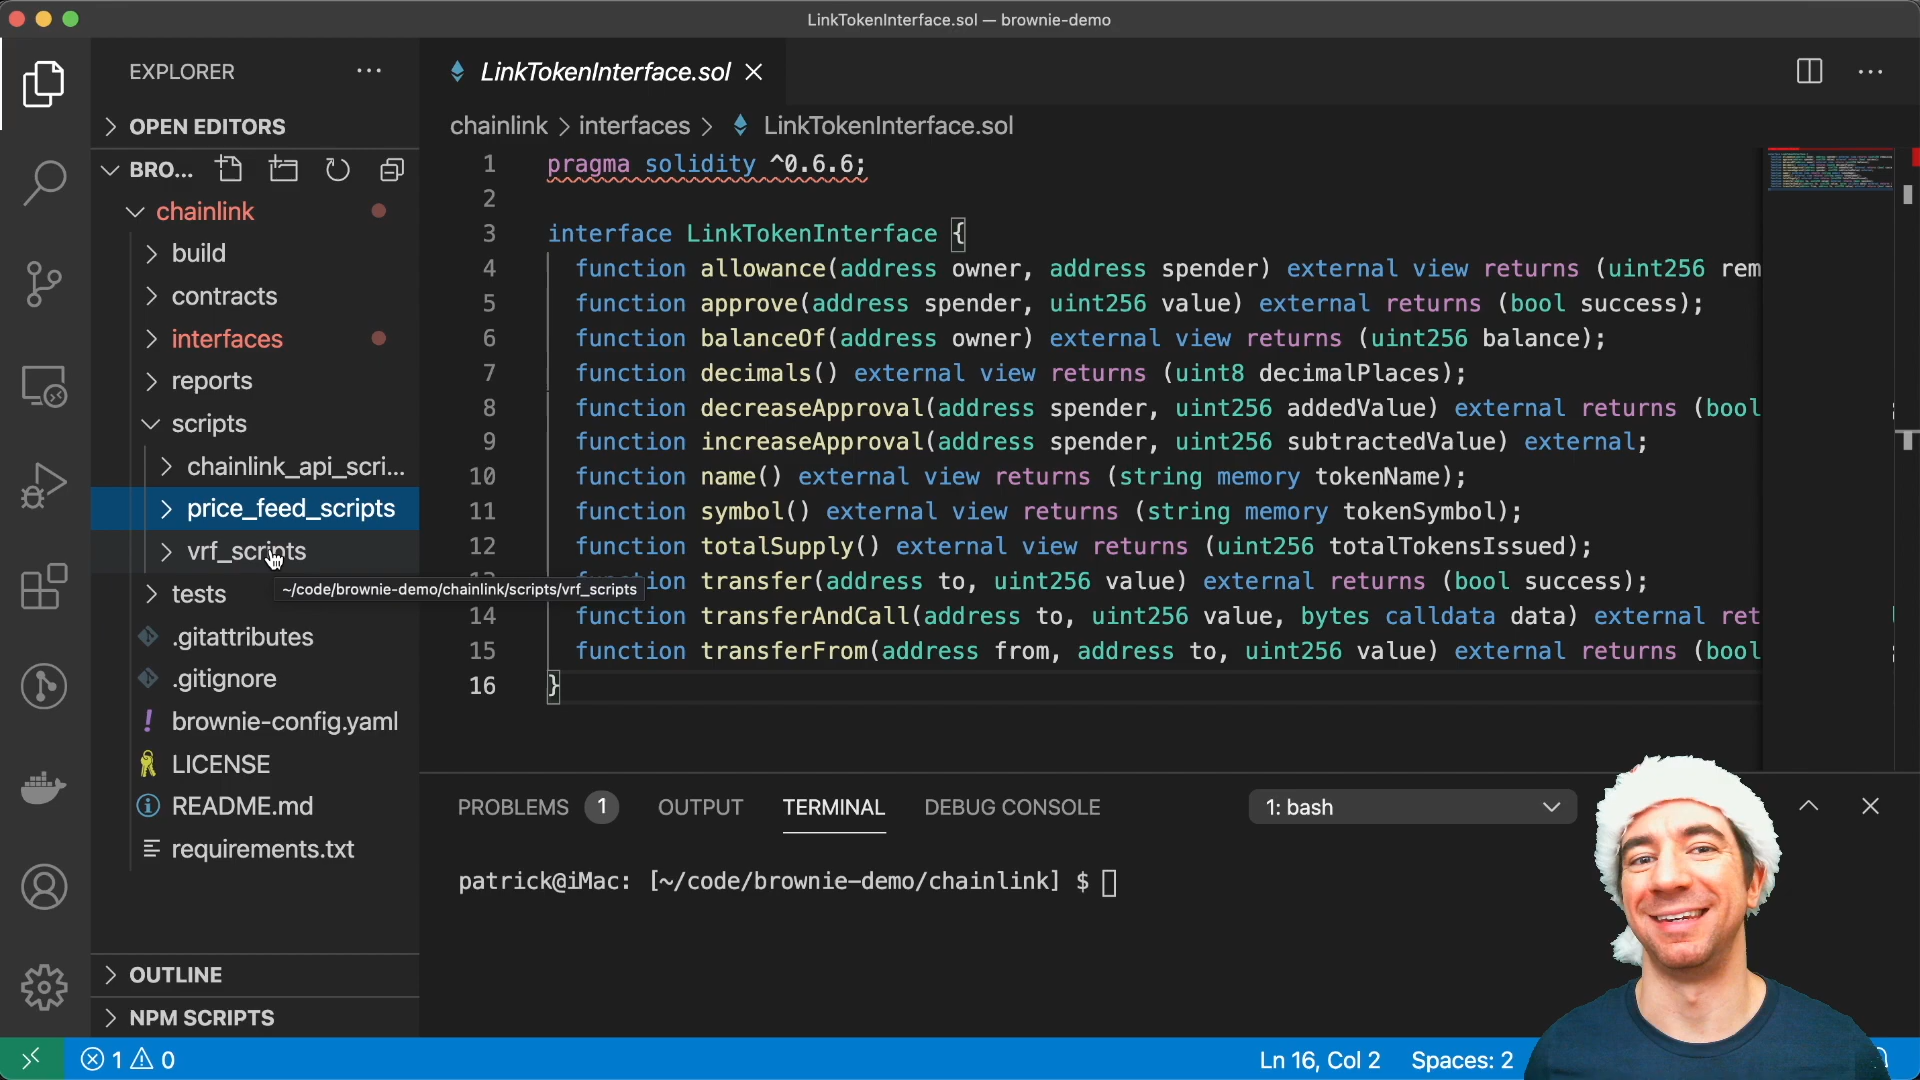 LinkTokenInterface.sol — brownie-demo
EXPLORER
LinkTokenInterface.sol
OPEN EDITORS
chainlink > interfaces > LinkTokenInterface.sol
BRO...
chainlink
build
contracts
interfaces
reports
scripts
chainlink_api_scri...
price_feed_scripts
vrf_scripts
~/code/brownie-demo/chainlink/scripts/vrf_scripts
tests
.gitattributes
.gitignore
brownie-config.yaml
LICENSE
README.md
requirements.txt
OUTLINE
NPM SCRIPTS
1 pragma solidity ^0.6.6;
2
3 interface LinkTokenInterface {
4 function allowance(address owner, address spender) external view returns (uint256 rem
5 function approve(address spender, uint256 value) external returns (bool success);
6 function balanceOf(address owner) external view returns (uint256 balance);
7 function decimals() external view returns (uint8 decimalPlaces);
8 function decreaseApproval(address spender, uint256 addedValue) external returns (bool
9 function increaseApproval(address spender, uint256 subtractedValue) external;
10 function name() external view returns (string memory tokenName);
11 function symbol() external view returns (string memory tokenSymbol);
12 function totalSupply() external view returns (uint256 totalTokensIssued);
function transfer(address to, uint256 value) external returns (bool success);
14 function transferAndCall(address to, uint256 value, bytes calldata data) external ret
15 function transferFrom(address from, address to, uint256 value) external returns (bool
16 }
PROBLEMS 1 OUTPUT TERMINAL DEBUG CONSOLE 1: bash
patrick@iMac: [~/code/brownie-demo/chainlink] $
1 0
Ln 16, Col 2 Spaces: 2